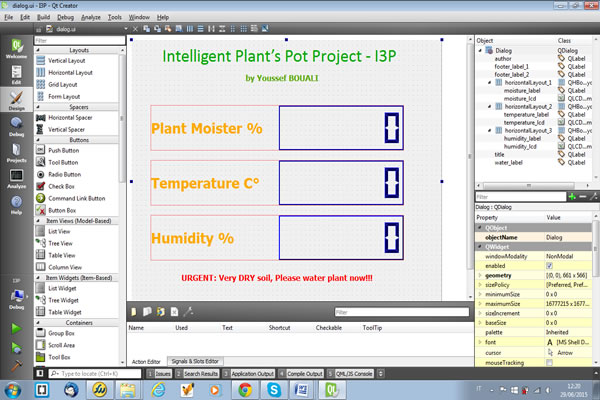 dialog.ui - I3P - Qt Creator
File Edit Build Debug Analyze Tools Window Help
dialog.ui
Welcome
Edit
Design
Debug
Projects
Analyze
Help
I3P
Debug
Filter
Layouts
Vertical Layout
Horizontal Layout
Grid Layout
Form Layout
Spacers
Horizontal Spacer
Vertical Spacer
Buttons
Push Button
Tool Button
Radio Button
Check Box
Command Link Button
Button Box
Item Views (Model-Based)
List View
Tree View
Table View
Column View
Item Widgets (Item-Based)
List Widget
Tree Widget
Table Widget
Containers
Group Box
Scroll Area
Tool Box
Intelligent Plant's Pot Project - I3P
by Youssef BOUALI
Plant Moister % 0
Temperature C° 0
Humidity % 0
URGENT: Very DRY soil, Please water plant now!!!
Filter
Name Used Text Shortcut Checkable ToolTip
Action Editor Signals & Slots Editor
Object Class
Dialog QDialog
author QLabel
footer_label_1 QLabel
footer_label_2 QLabel
horizontalLayout_1 QHBo...
moisture_label QLabel
moisture_lcd QLCD...m
horizontalLayout_2 QHBo...
temperature_label QLabel
temperature_lcd QLCD...m
horizontalLayout_3 QHBo...
humidity_label QLabel
humidity_lcd QLCD...m
title QLabel
water_label QLabel
Filter
Dialog : QDialog
Property Value
QObject
objectName Dialog
QWidget
windowModality NonModal
enabled
geometry [(0, 0), 661 x 566]
sizePolicy [Preferred, Pref...
minimumSize 0 x 0
maximumSize 16777215 x 1677...
sizeIncrement 0 x 0
baseSize 0 x 0
palette Inherited
font A [MS Shell D...
cursor Arrow
mouseTracking
Type to locate (Ctrl+K) 1 Issues 2 Search Results 3 Application Output 4 Compile Output 5 QML/JS Console
IT 12:20
29/06/2015